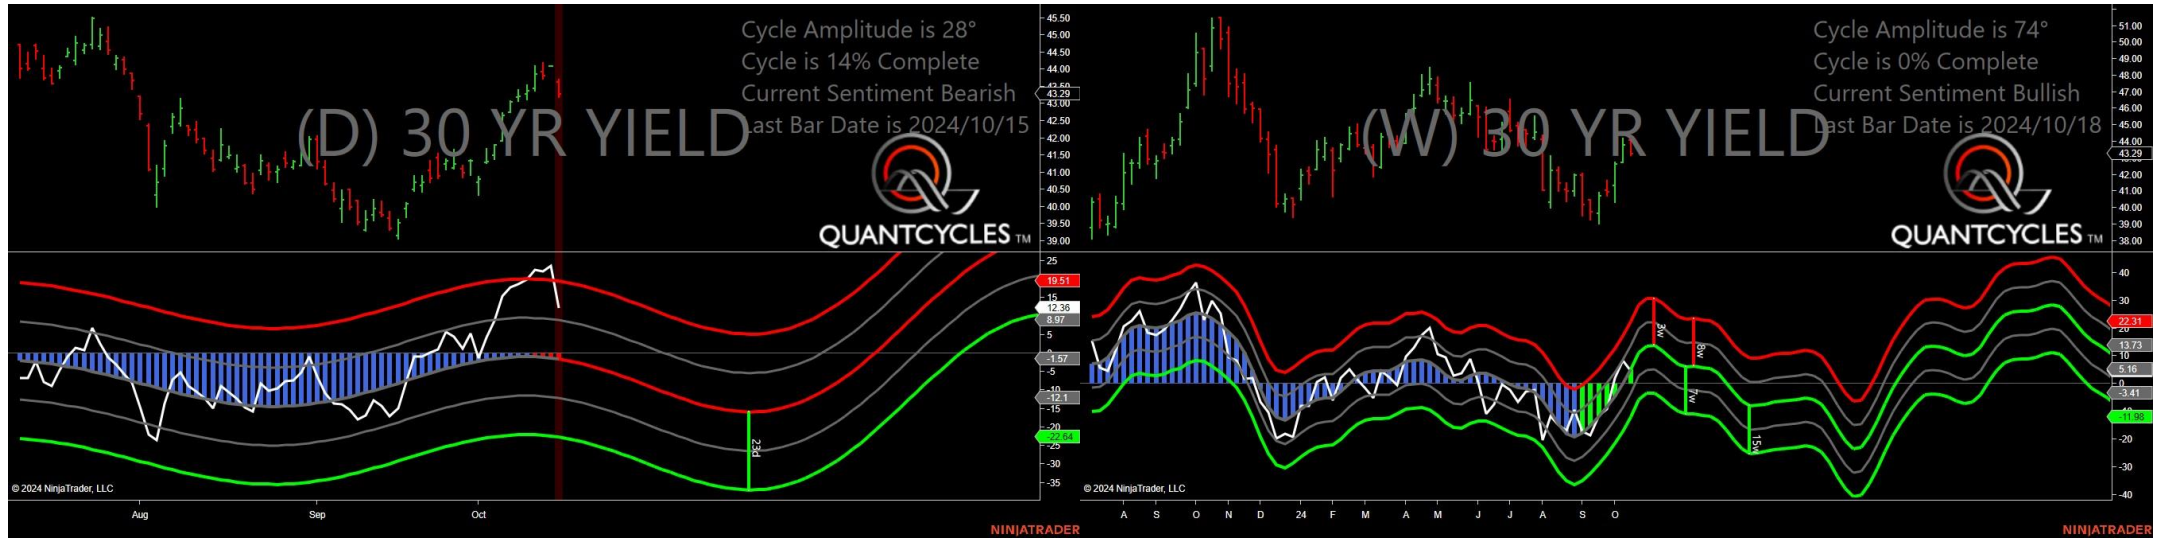 Cycle Amplitude is 28°
Cycle is 14% Complete
Current Sentiment Bearish
Last Bar Date is 2024/10/15
(D) 30 YR YIELD
QUANTCYCLES TM
45.50
45.00
44.50
44.00
43.29
43.00
42.50
42.00
41.50
41.00
40.50
40.00
39.50
39.00
25
19.51
15
12.36
8.97
5
-1.57
-5
-12.1
-15
-22.64
-25
-30
-35
23d
© 2024 NinjaTrader, LLC
Aug
Sep
Oct
NINJATRADER
Cycle Amplitude is 74°
Cycle is 0% Complete
Current Sentiment Bullish
Last Bar Date is 2024/10/18
(W) 30 YR YIELD
QUANTCYCLES TM
51.00
50.00
49.00
48.00
47.00
46.00
45.00
44.00
43.29
42.00
41.00
40.00
39.00
38.00
40
30
22.31
13.73
10
5.16
0
-3.41
-11.98
-20
-30
-40
3w
8w
7w
15w
© 2024 NinjaTrader, LLC
A S O N D 24 F M A M J J A S O
NINJATRADER